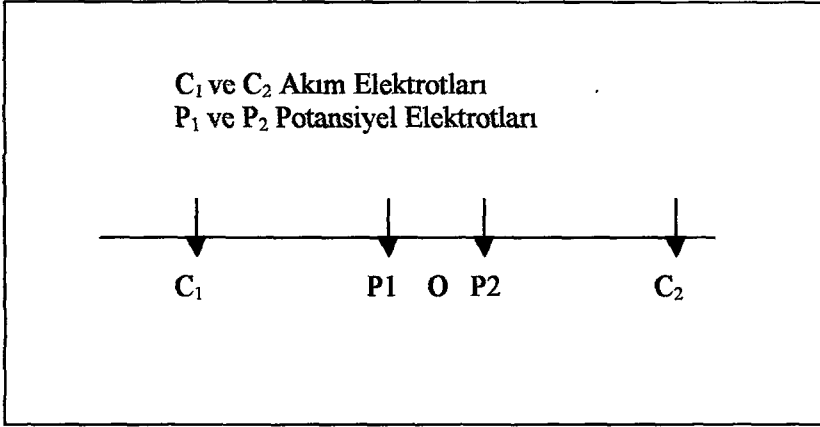 C₁ ve C₂ Akım Elektrotları
P₁ ve P₂ Potansiyel Elektrotları
C₁ P1 O P2 C₂